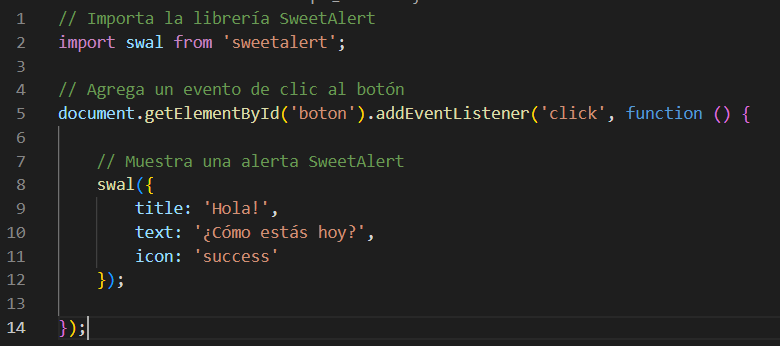 1 // Importa la librería SweetAlert
2 import swal from 'sweetalert';
3
4 // Agrega un evento de clic al botón
5 document.getElementById('boton').addEventListener('click', function () {
6
7 // Muestra una alerta SweetAlert
8 swal({
9 title: 'Hola!',
10 text: '¿Cómo estás hoy?',
11 icon: 'success'
12 });
13
14 });